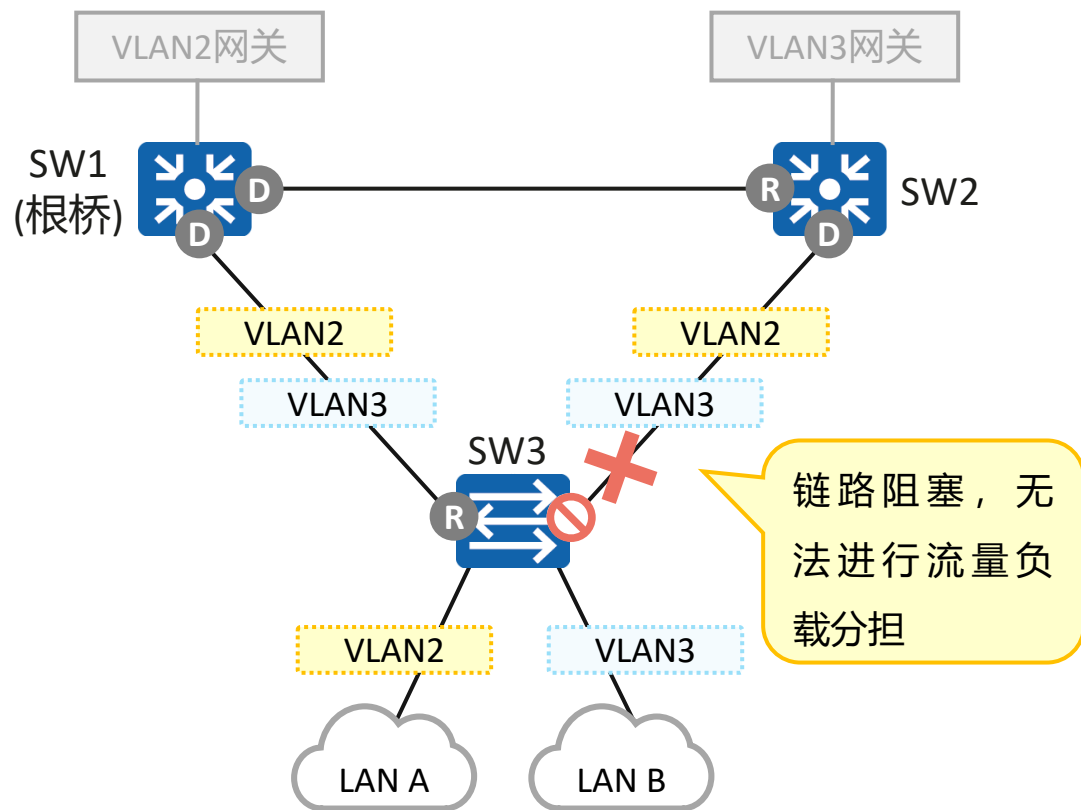 VLAN2网关
VLAN3网关
SW1
(根桥)
D
R
SW2
D
D
VLAN2
VLAN2
VLAN3
VLAN3
SW3
R
链路阻塞，无
法进行流量负
载分担
VLAN2
VLAN3
LAN A
LAN B